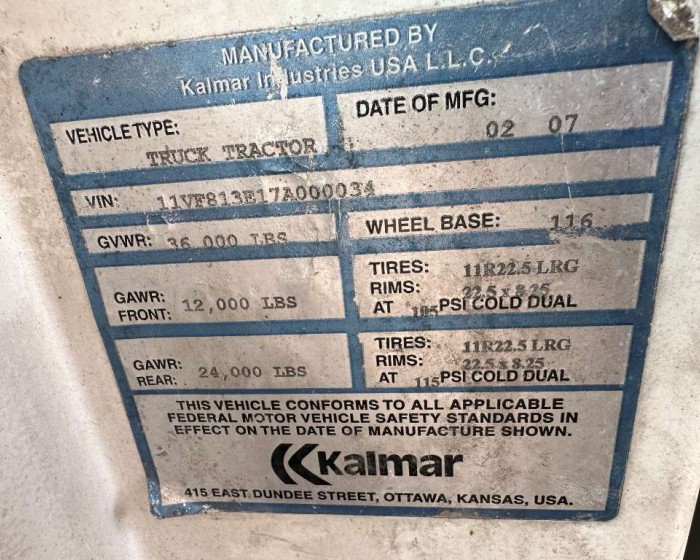 MANUFACTURED BY
Kalmar Industries USA L.L.C.
VEHICLE TYPE:
TRUCK TRACTOR
DATE OF MFG:
02 07
VIN: 11VF813E17A000034
GVWR: 36 000 LBS
WHEEL BASE: 116
GAWR:
FRONT: 12,000 LBS
TIRES: 11R22.5 LRG
RIMS: 22.5 x 8.25
AT 105 PSI COLD DUAL
GAWR:
REAR: 24,000 LBS
TIRES: 11R22.5 LRG
RIMS: 22.5 x 8.25
AT 115 PSI COLD DUAL
THIS VEHICLE CONFORMS TO ALL APPLICABLE
FEDERAL MOTOR VEHICLE SAFETY STANDARDS IN
EFFECT ON THE DATE OF MANUFACTURE SHOWN.
Kalmar
415 EAST DUNDEE STREET, OTTAWA, KANSAS, USA.